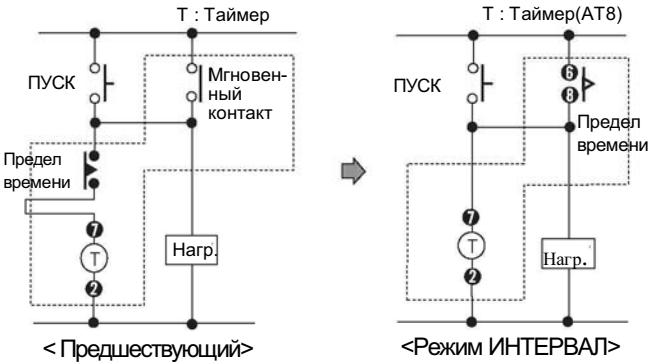 Т : Таймер
ПУСК
Мгновен-
ный
контакт
Предел
времени
7
Т
2
Нагр.
< Предшествующий>
Т : Таймер(АТ8)
ПУСК
6
8
Предел
времени
7
Т
2
Нагр.
<Режим ИНТЕРВАЛ>